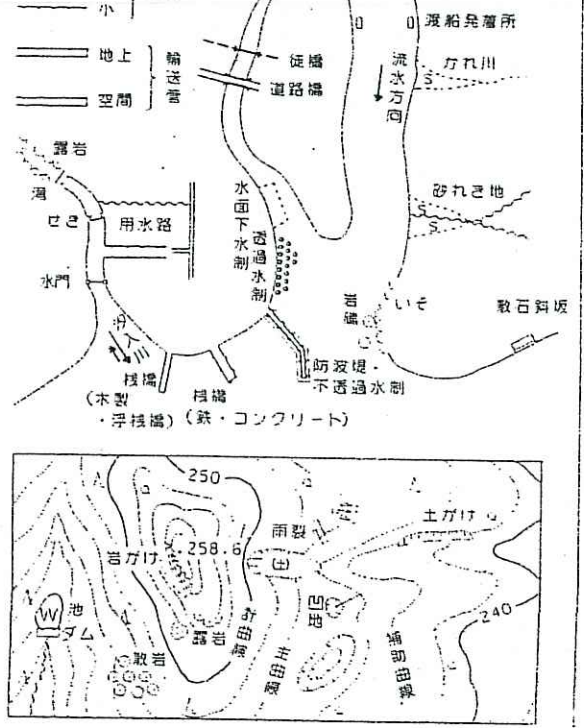 小
地上
空間
輸送管
徒橋
道路橋
渡船発着所
かれ川
流水方向
砂れき地
露岩
滝
せき
用水路
水門
水面下水制
透過水制
岩礁
いそ
敷石斜坂
防波堤・
不透過水制
桟橋
(木製
・浮桟橋)
桟橋
(鉄・コンクリート)
S
S
S
250
258.6
240
岩がけ
雨裂
凹
土がけ
凹地
計曲線
主曲線
補助曲線
池
W
ダム
露岩
散岩